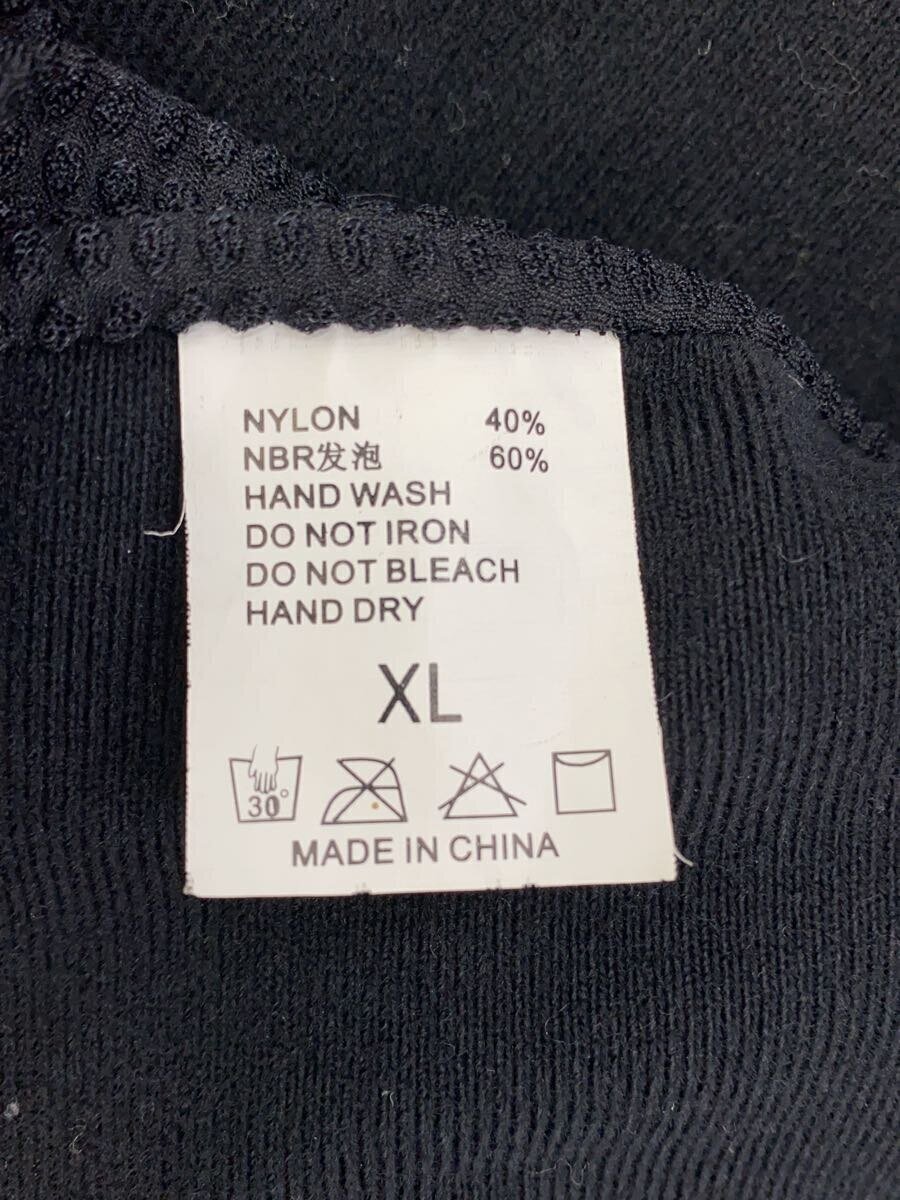 NYLON 40%
NBR发泡 60%
HAND WASH
DO NOT IRON
DO NOT BLEACH
HAND DRY
XL
30°
MADE IN CHINA